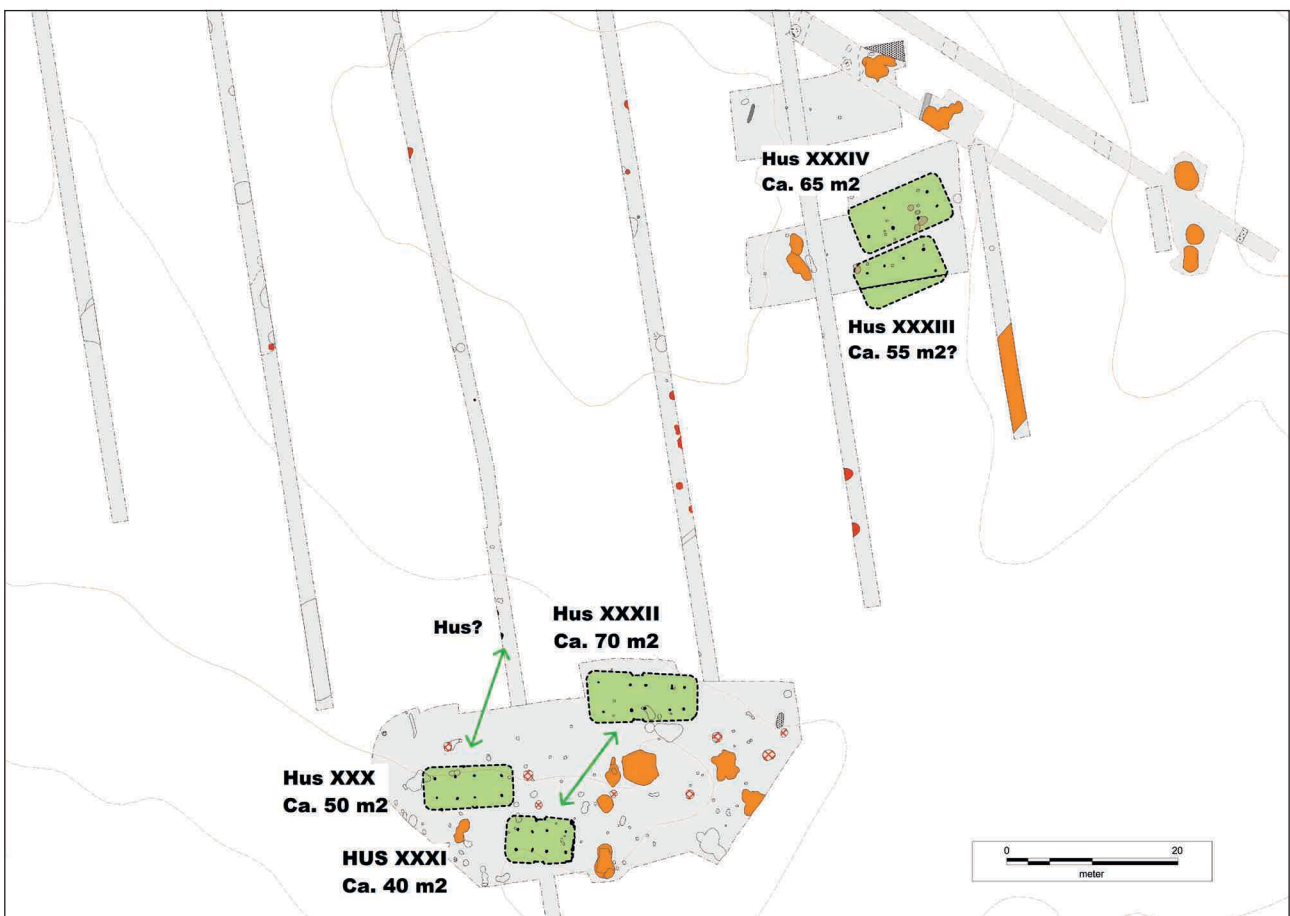 Hus XXXIV
Ca. 65 m2
Hus XXXIII
Ca. 55 m2?
Hus?
Hus XXXII
Ca. 70 m2
Hus XXX
Ca. 50 m2
HUS XXXI
Ca. 40 m2
0 20
meter